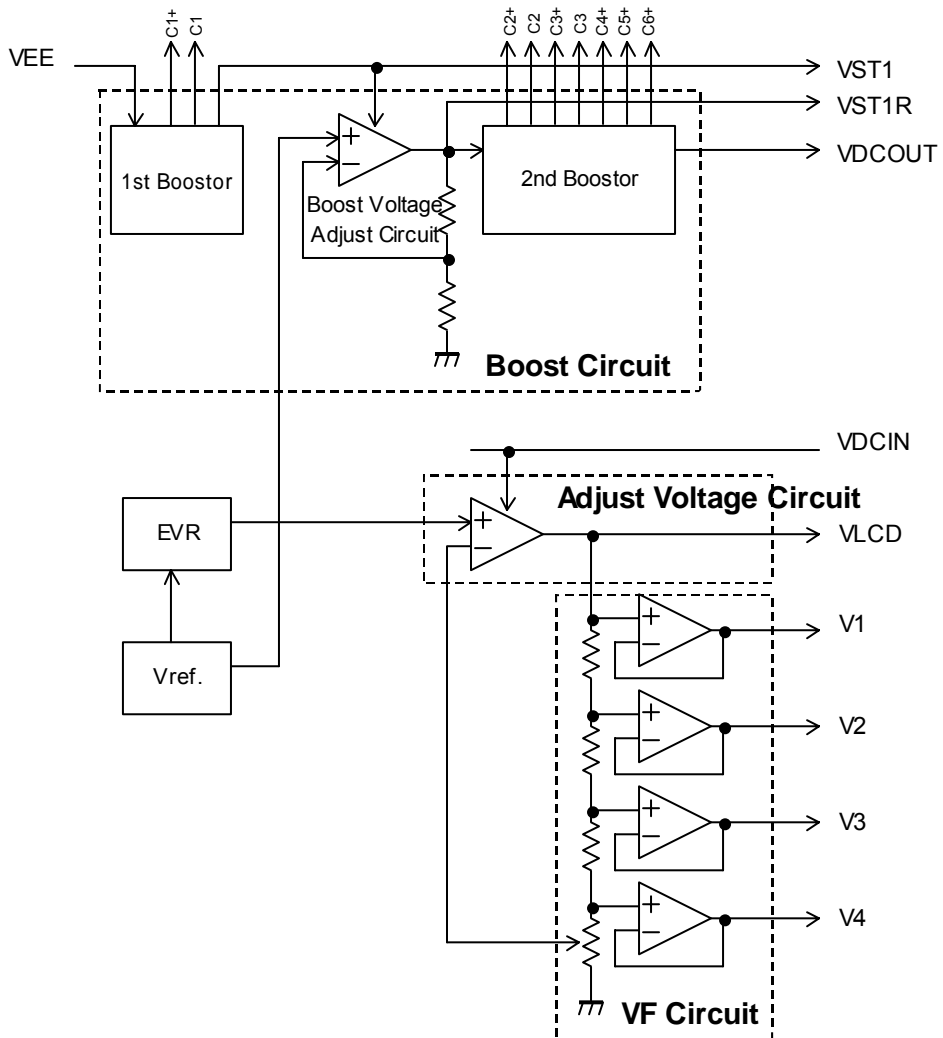 C1+
C1
C2+
C2
C3+
C3
C4+
C5+
C6+
VEE
VST1
VST1R
1st Boostor
+
−
Boost Voltage
Adjust Circuit
2nd Boostor
VDCOUT
Boost Circuit
VDCIN
Adjust Voltage Circuit
EVR
+
−
VLCD
Vref.
+
−
V1
+
−
V2
+
−
V3
+
−
V4
VF Circuit